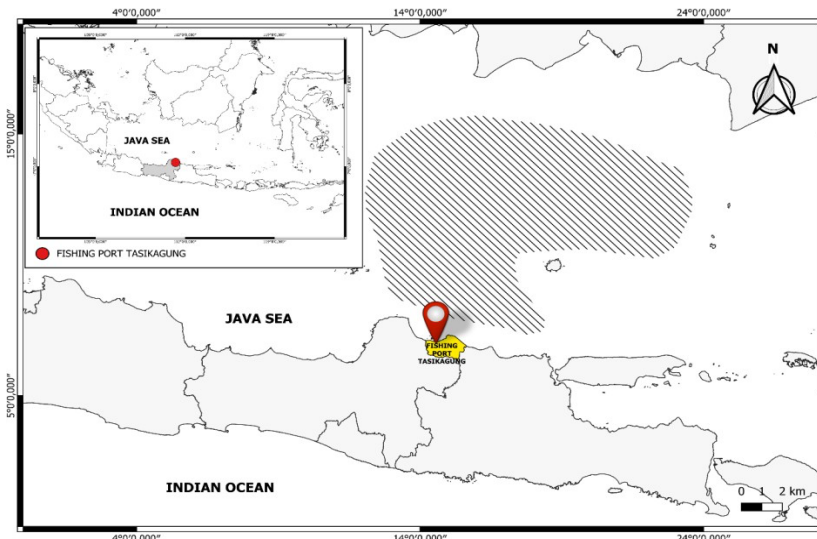 4°0'0,000"
14°0'0,000"
24°0'0,000"
N
JAVA SEA
INDIAN OCEAN
FISHING PORT TASIKAGUNG
15°0'0,000"
JAVA SEA
FISHING
PORT
TASIKAGUNG
5°0'0,000"
INDIAN OCEAN
0 1 2 km
4°0'0,000"
14°0'0,000"
24°0'0,000"